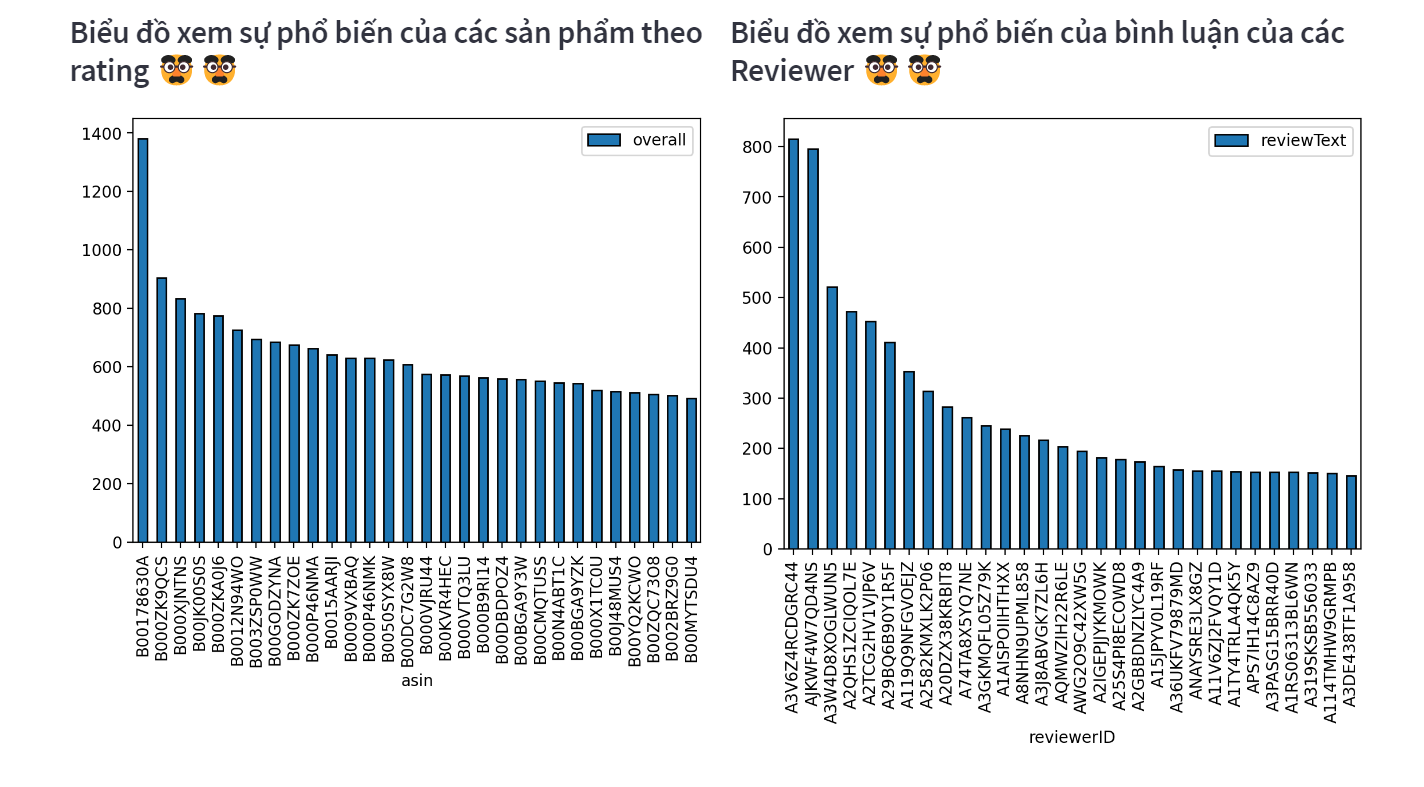 Biểu đồ xem sự phổ biến của các sản phẩm theo
rating
1400
1200
1000
800
600
400
200
0
overall
B00178630A
B000ZK9QCS
B000XJNTNS
B00JK00S0S
B000ZKA0J6
B0012N94WO
B003ZSP0WW
B00GODZYNA
B000ZK7ZOE
B000P46NMA
B0015AARJI
B0009VXBAQ
B000P46NMK
B0050SYX8W
B00DC7G2W8
B000VJRU44
B00KVR4HEC
B000VTQ3LU
B000B9RI14
B00DBDPOZ4
B00BGA9Y3W
B00CMQTUSS
B00N4ABT1C
B00BGA9YZK
B000X1TC0U
B00J48MUS4
B00YQ2KCWO
B00ZQC73O8
B002BRZ9G0
B00MYTSDU4
asin
Biểu đồ xem sự phổ biến của bình luận của các
Reviewer
800
700
600
500
400
300
200
100
0
reviewText
A3V6Z4RCDGRC44
AJKWF4W7QD4NS
A3W4D8XOGLWUN5
A2QHS1ZCIQOL7E
A2TCG2HV1VJP6V
A29BQ6B90Y1R5F
A119Q9NFGVOEJZ
A2582KMXLK2P06
A20DZX38KRBIT8
A74TA8X5YQ7NE
A3GKMQFL05Z79K
A1AISPOIIHTHXX
A8NHN9UPML858
A3J8ABVGK7ZL6H
AQMWZIH22R6LE
AWG2O9C42XW5G
A2IGEPJJYKMOWK
A25S4PI8ECOWD8
A2GBBDNZLYC4A9
A15JPYV0L19RF
A36UKFV79879MD
ANAYSRE3LX8GZ
A11V6ZJ2FVQY1D
A1TY4TRLA4QK5Y
APS7IH14C8AZ9
A3PASG15BRR40D
A1RS06313BL6WN
A319SKSB556033
A114TMHW9GRMPB
A3DE438TF1A958
reviewerID